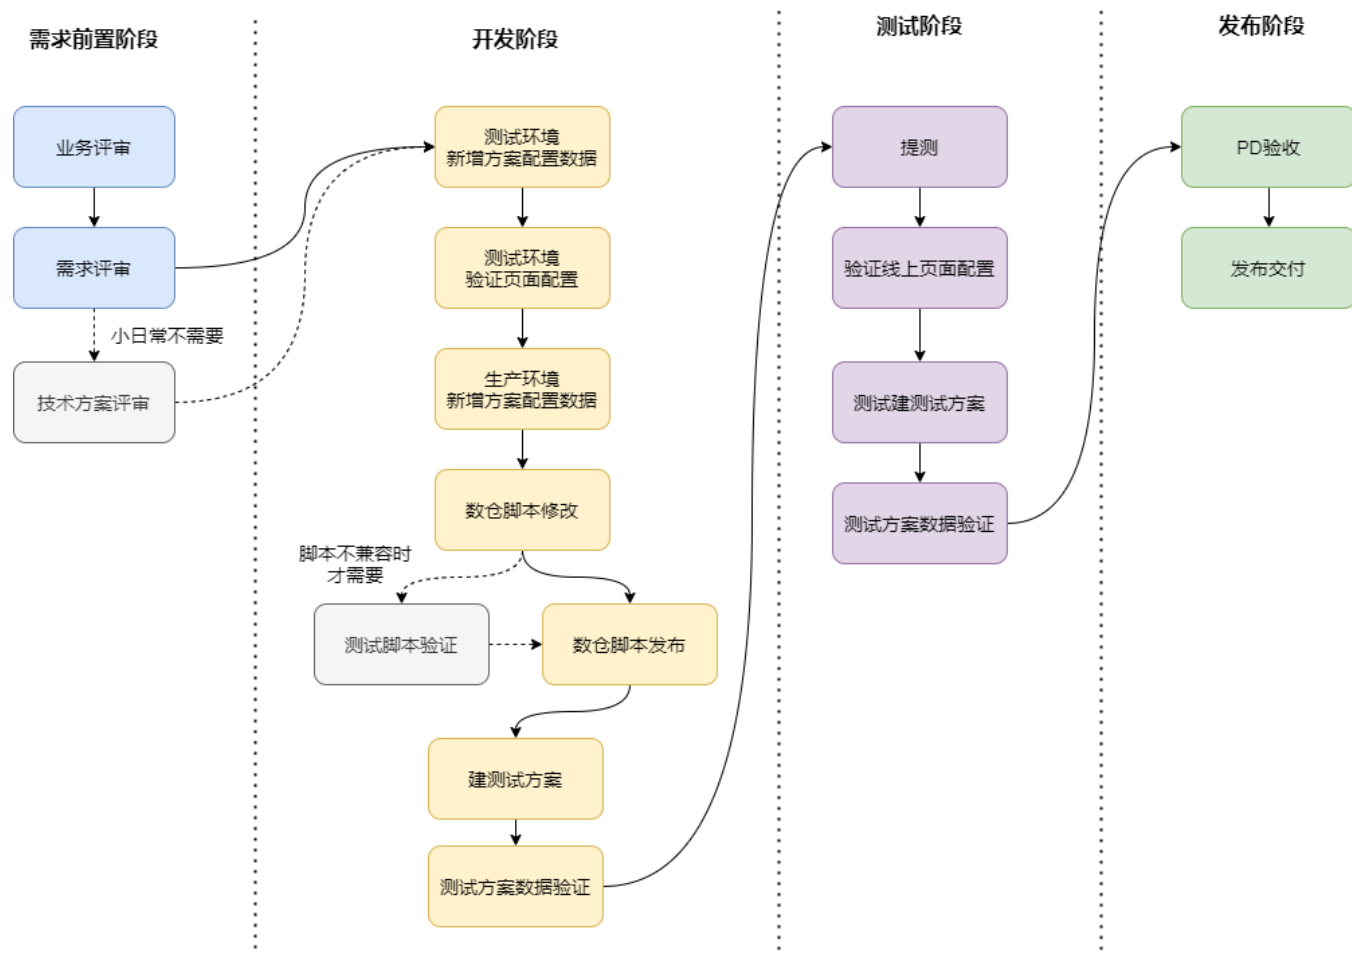 需求前置阶段
业务评审
需求评审
小日常不需要
技术方案评审
开发阶段
测试环境
新增方案配置数据
测试环境
验证页面配置
生产环境
新增方案配置数据
数仓脚本修改
脚本不兼容时
才需要
测试脚本验证
数仓脚本发布
建测试方案
测试方案数据验证
测试阶段
提测
验证线上页面配置
测试建测试方案
测试方案数据验证
发布阶段
PD验收
发布交付